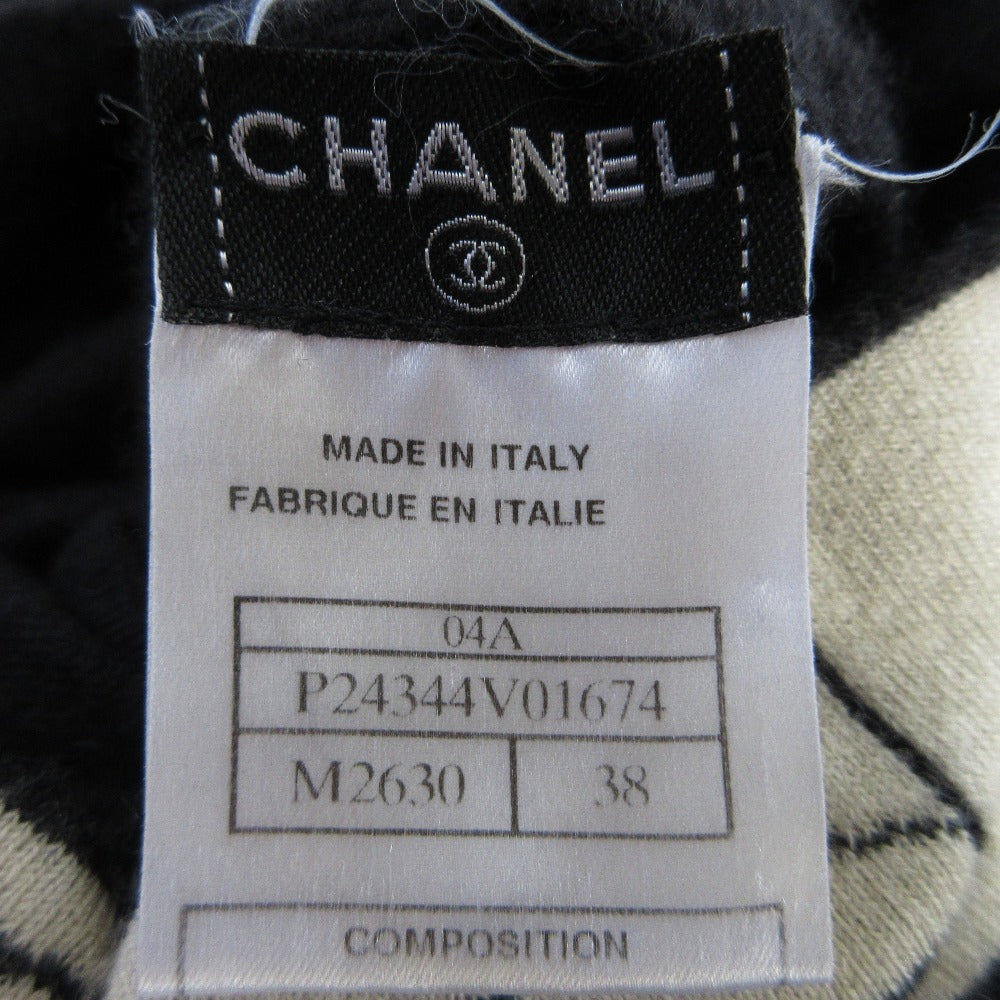 CHANEL
MADE IN ITALY
FABRIQUE EN ITALIE
04A
P24344V01674
M2630 38
COMPOSITION